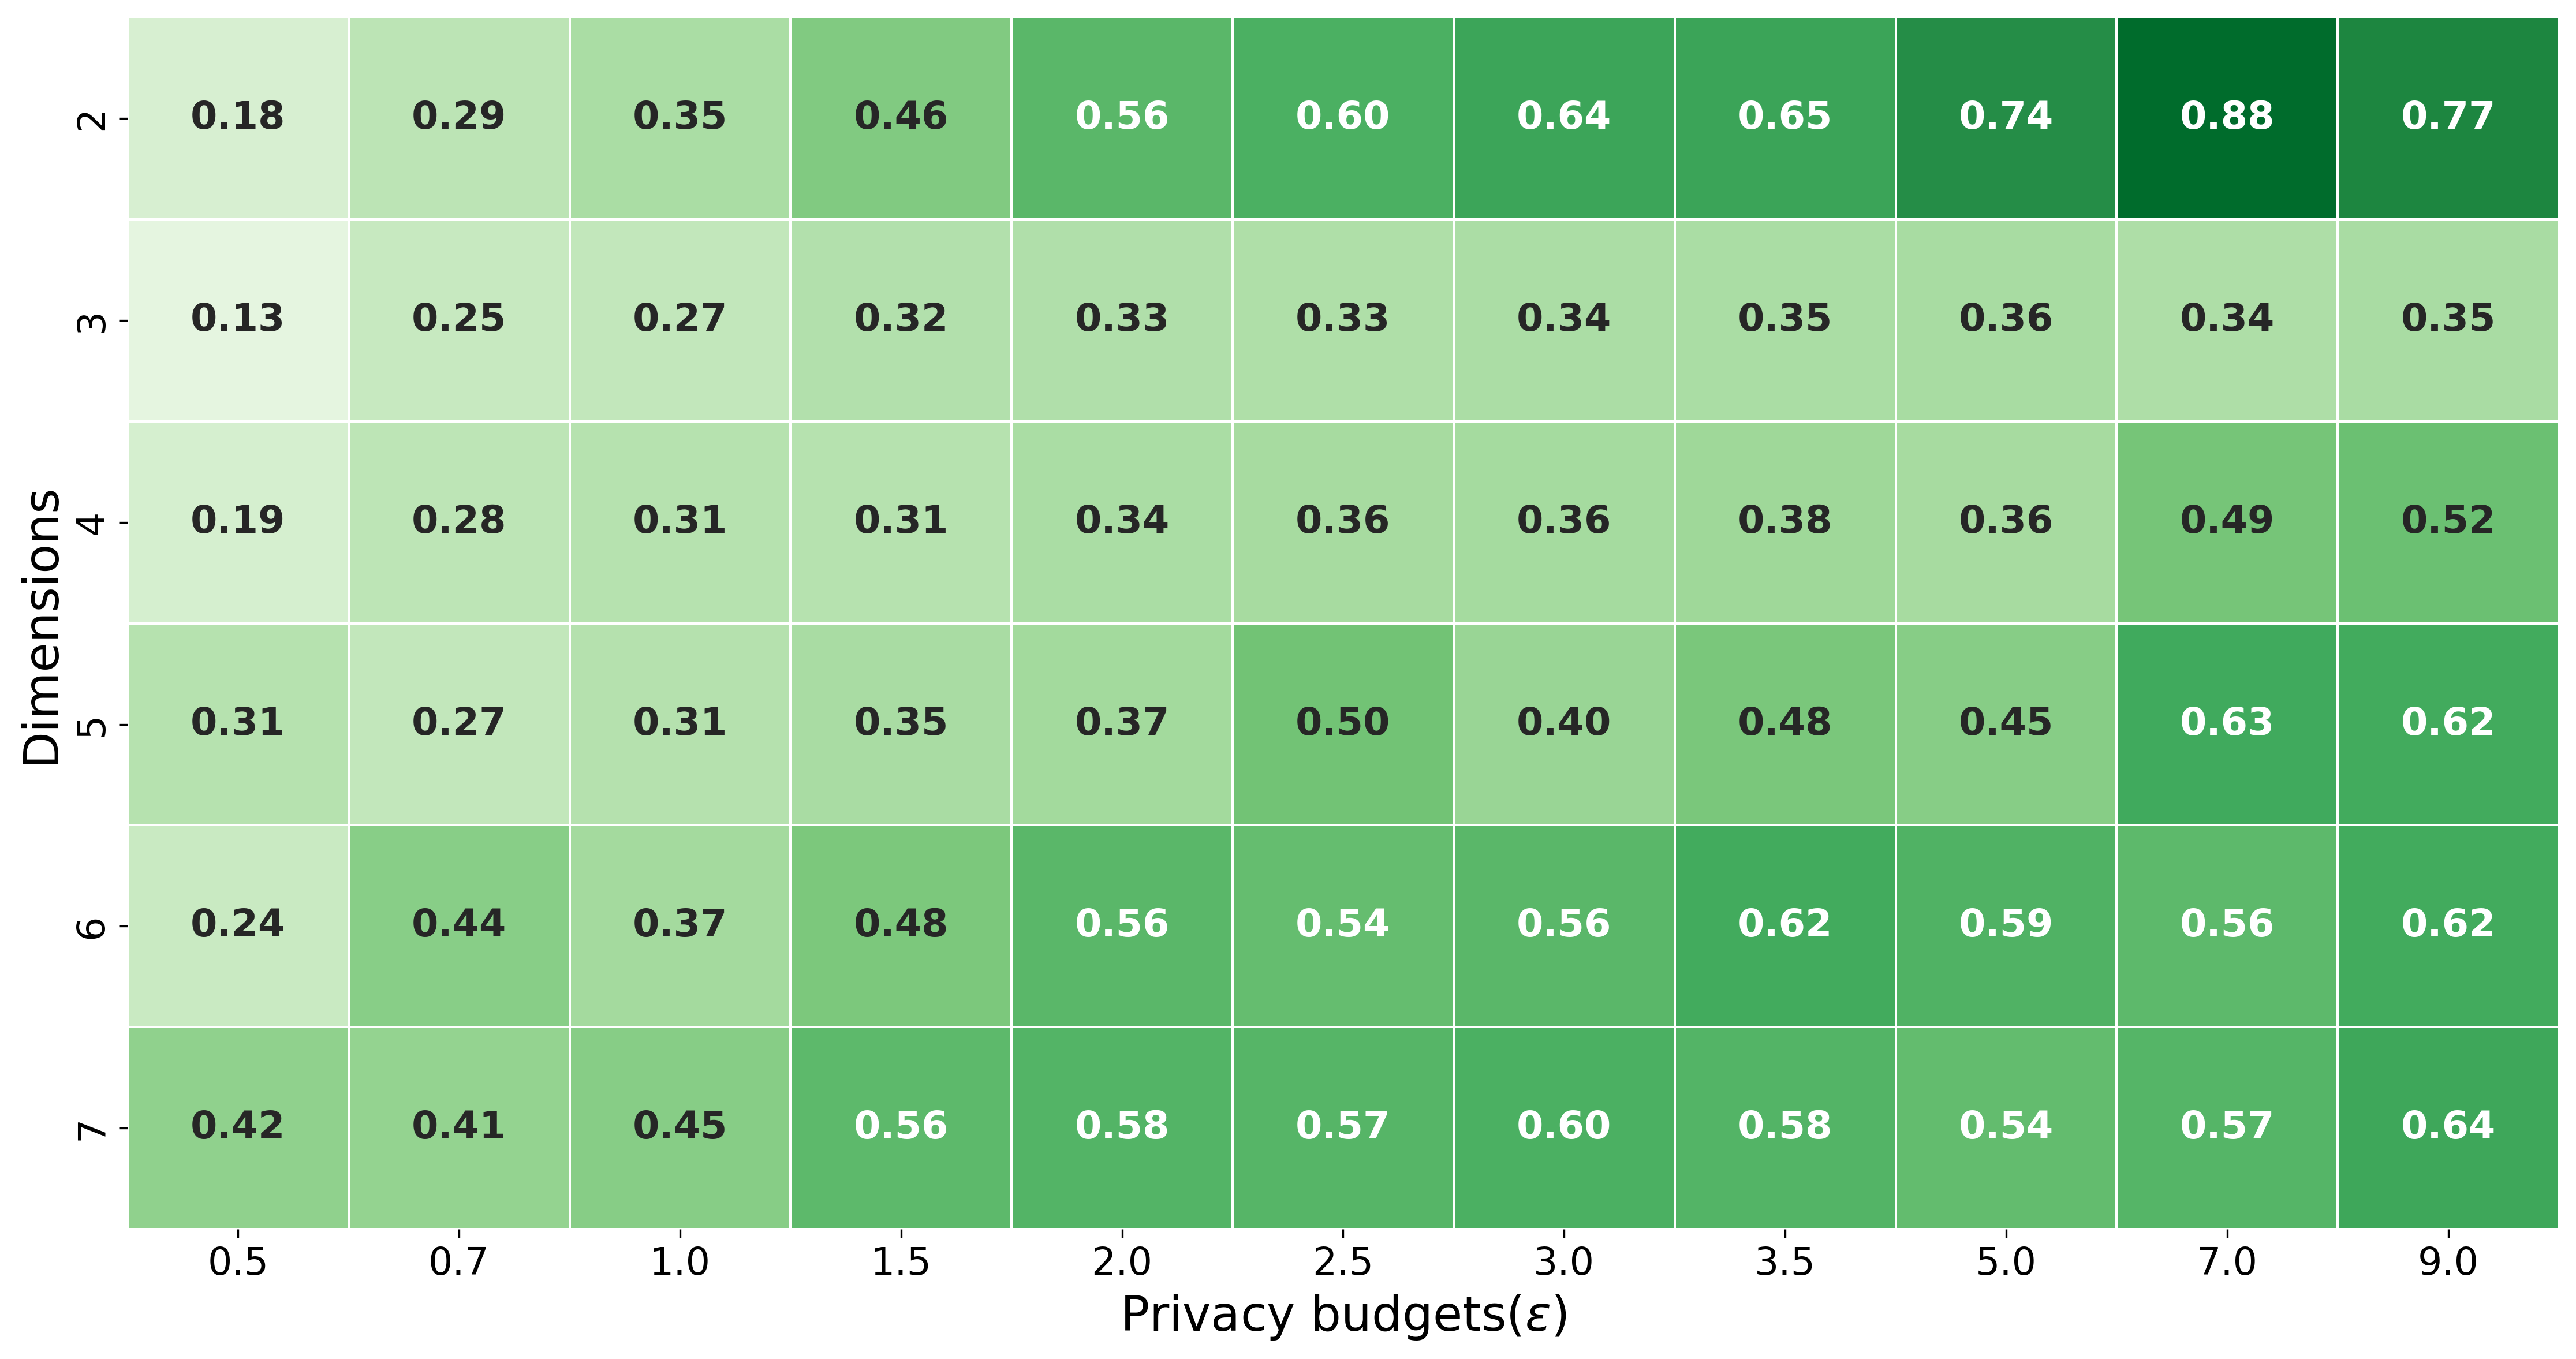 2 0.18 0.29 0.35 0.46 0.56 0.60 0.64 0.65 0.74 0.88 0.77
3 0.13 0.25 0.27 0.32 0.33 0.33 0.34 0.35 0.36 0.34 0.35
4 0.19 0.28 0.31 0.31 0.34 0.36 0.36 0.38 0.36 0.49 0.52
5 0.31 0.27 0.31 0.35 0.37 0.50 0.40 0.48 0.45 0.63 0.62
6 0.24 0.44 0.37 0.48 0.56 0.54 0.56 0.62 0.59 0.56 0.62
7 0.42 0.41 0.45 0.56 0.58 0.57 0.60 0.58 0.54 0.57 0.64
Dimensions
0.5 0.7 1.0 1.5 2.0 2.5 3.0 3.5 5.0 7.0 9.0
Privacy budgets(ε)